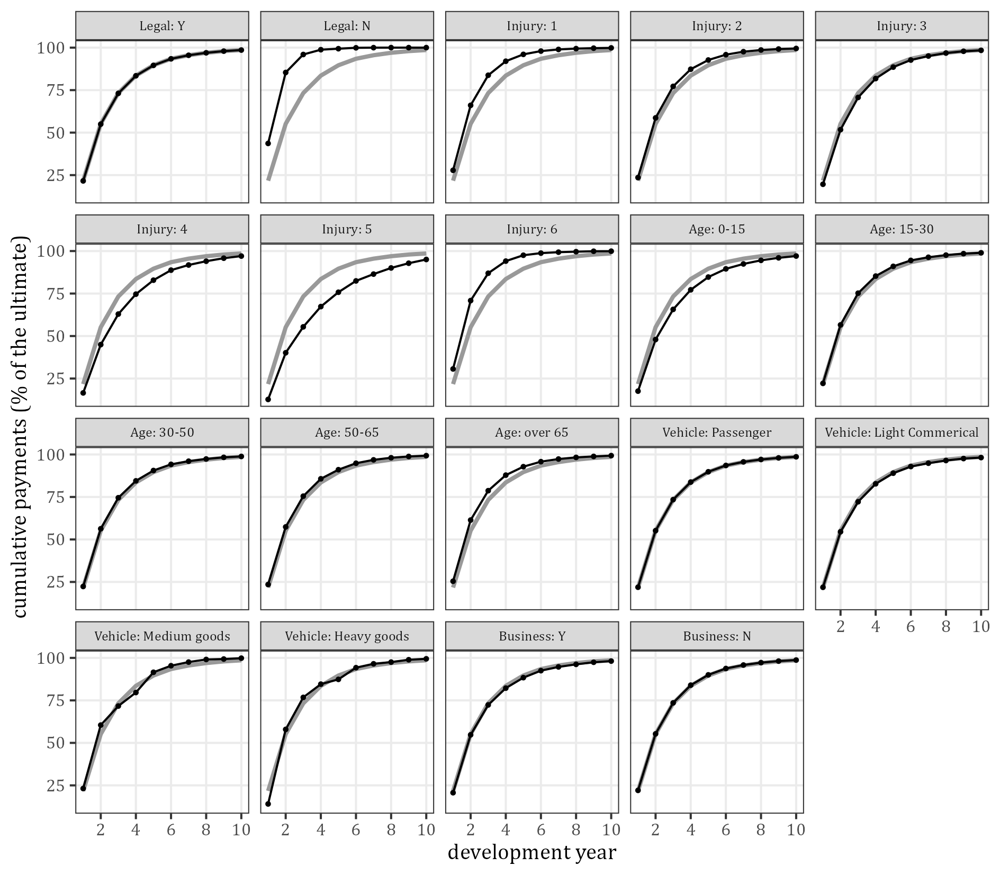 Legal: Y
Legal: N
Injury: 1
Injury: 2
Injury: 3
100
75
50
25
Injury: 4
Injury: 5
Injury: 6
Age: 0-15
Age: 15-30
100
75
50
25
cumulative payments (% of the ultimate)
Age: 30-50
Age: 50-65
Age: over 65
Vehicle: Passenger
Vehicle: Light Commerical
100
75
50
25
2 4 6 8 10
Vehicle: Medium goods
Vehicle: Heavy goods
Business: Y
Business: N
100
75
50
25
2 4 6 8 10
2 4 6 8 10
2 4 6 8 10
2 4 6 8 10
development year